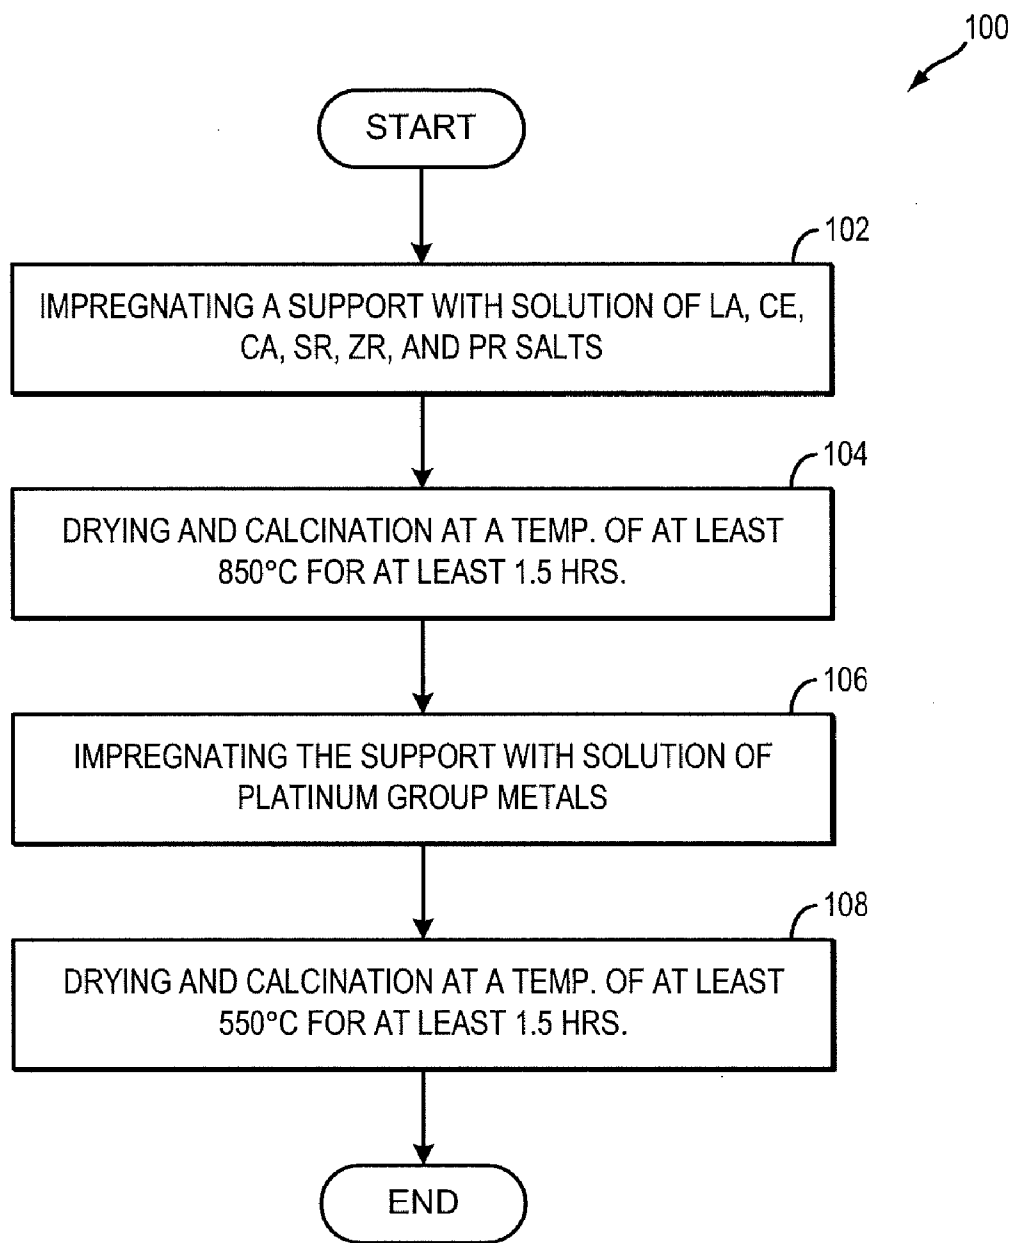 100
START
102
IMPREGNATING A SUPPORT WITH SOLUTION OF LA, CE,
CA, SR, ZR, AND PR SALTS
104
DRYING AND CALCINATION AT A TEMP. OF AT LEAST
850°C FOR AT LEAST 1.5 HRS.
106
IMPREGNATING THE SUPPORT WITH SOLUTION OF
PLATINUM GROUP METALS
108
DRYING AND CALCINATION AT A TEMP. OF AT LEAST
550°C FOR AT LEAST 1.5 HRS.
END